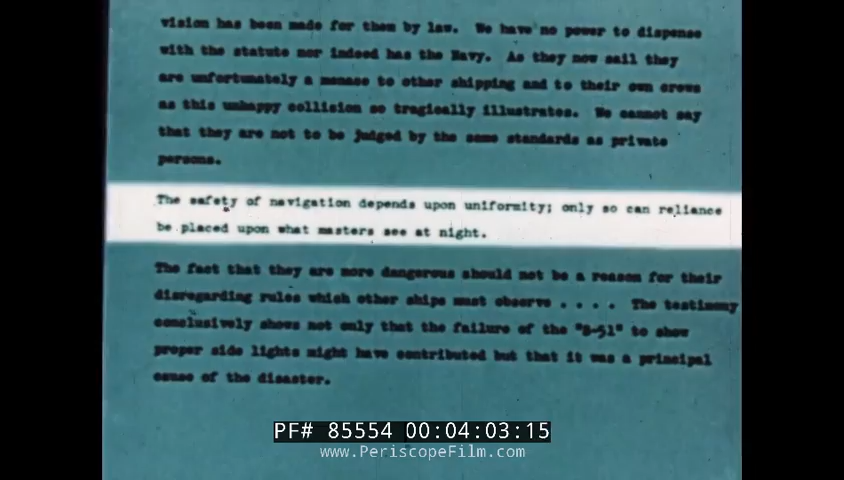 vision has been made for them by law. We have no power to dispense
with the statute nor indeed has the Navy. As they now sail they
are unfortunately a menace to other shipping and to their own crews
as this unhappy collision so tragically illustrates. We cannot say
that they are not to be judged by the same standards as private
persons.
The safety of navigation depends upon uniformity; only so can reliance
be placed upon what masters see at night.
The fact that they are more dangerous should not be a reason for their
disregarding rules which other ships must observe . . . . The testimony
conclusively shows not only that the failure of the "S-51" to show
proper side lights might have contributed but that it was a principal
cause of the disaster.
PF# 85554 00:04:03:15
www.PeriscopeFilm.com